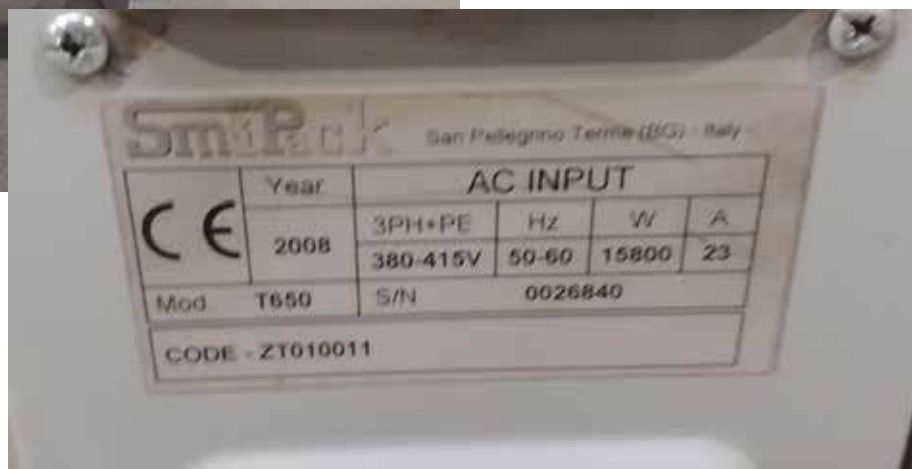 SmiPack San Pellegrino Terme (BG) - Italy
CE Year AC INPUT
2008 3PH+PE Hz W A
380-415V 50-60 15800 23
Mod. T650 S/N 0026840
CODE - ZT010011